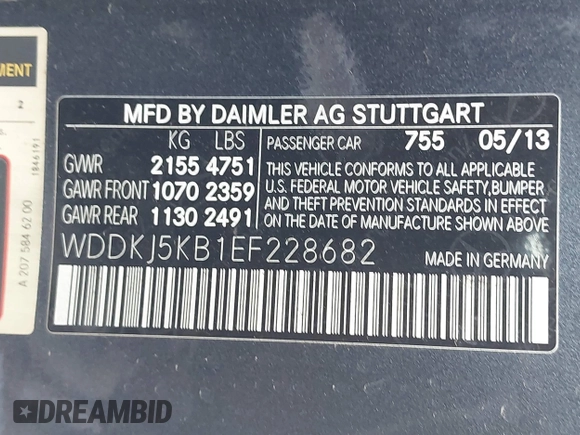 MENT
2
P.
1846191
A 207 584 62 00
MFD BY DAIMLER AG STUTTGART
KG LBS PASSENGER CAR 755 05/13
GVWR 2155 4751
GAWR FRONT 1070 2359
GAWR REAR 1130 2491
THIS VEHICLE CONFORMS TO ALL APPLICABLE
U.S. FEDERAL MOTOR VEHICLE SAFETY,BUMPER
AND THEFT PREVENTION STANDARDS IN EFFECT
ON THE DATE OF MANUFACTURE SHOWN ABOVE
WDDKJ5KB1EF228682 MADE IN GERMANY
DREAMBID